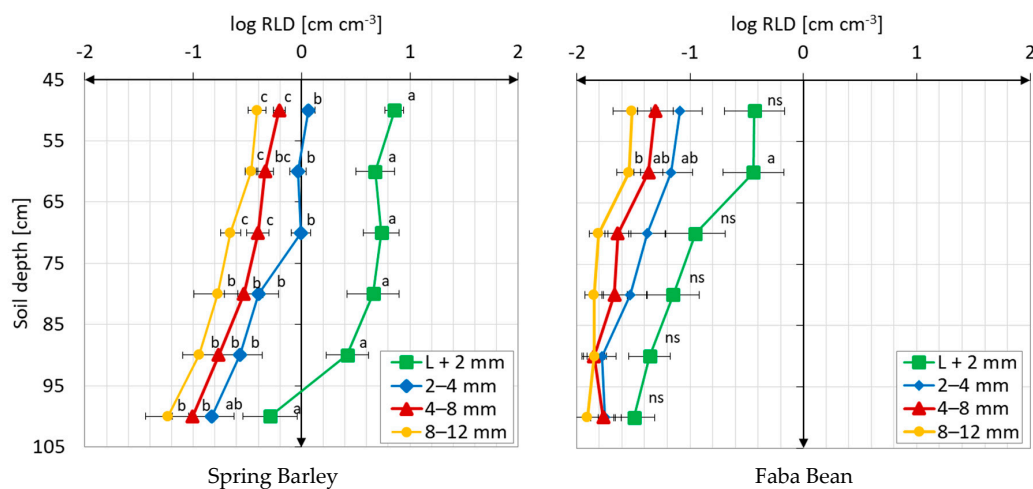 log RLD [cm cm⁻³]
-2 -1 0 1 2
Soil depth [cm]
45
55
65
75
85
95
105
c c b a
c bc b a
c c b a
b b b a
b b b a
b b ab a
L + 2 mm
2–4 mm
4–8 mm
8–12 mm
Spring Barley
log RLD [cm cm⁻³]
-2 -1 0 1 2
ns
b ab ab a
ns
ns
ns
ns
L + 2 mm
2–4 mm
4–8 mm
8–12 mm
Faba Bean